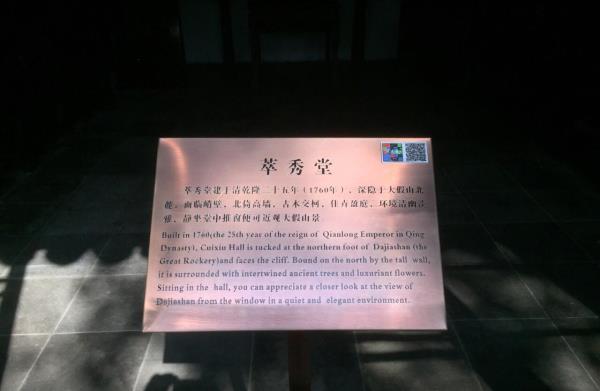 萃秀堂
萃秀堂建于清乾隆二十五年(1760年),深隐于大假山北
麓,面临峭壁,北倚高墙,古木交柯,佳卉盈庭,环境清幽
雅,静坐堂中推窗便可近观大假山景
Built in 1760(the 25th year of the reign of Qianlong Emperor in Qing
Dynasty), Cuixiu Hall is tucked at the northern foot of Dajiashan (the
Great Rockery)and faces the cliff. Bound on the north by the tall wall,
it is surrounded with intertwined ancient trees and luxuriant flowers.
Sitting in the hall, you can appreciate a closer look at the view of
Dajiashan from the window in a quiet and elegant environment.